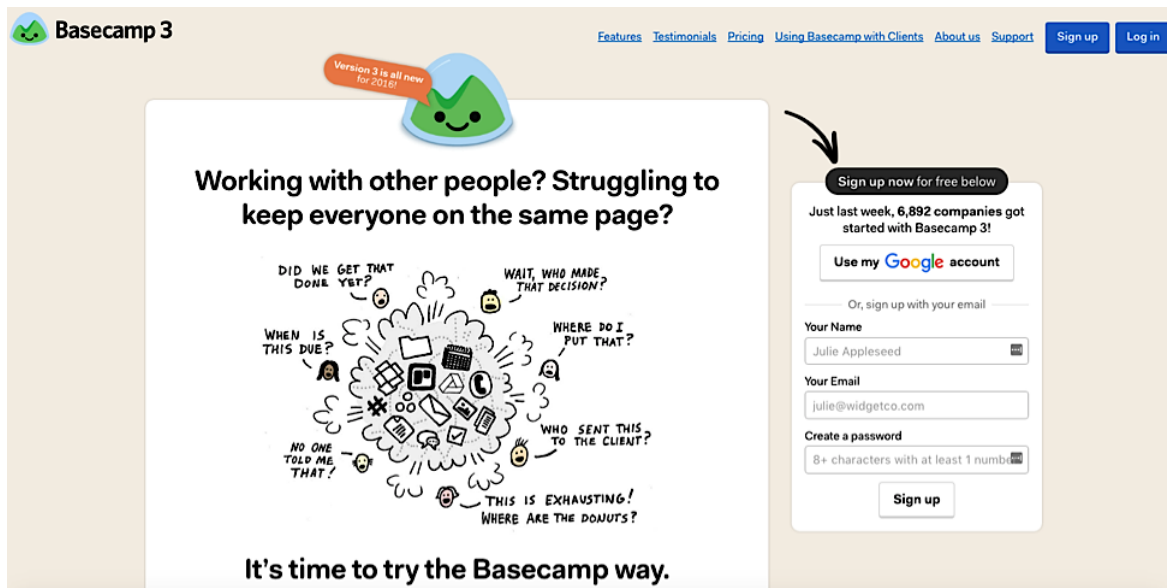 Basecamp 3
Features Testimonials Pricing Using Basecamp with Clients About us Support Sign up Log in
Version 3 is all new
for 2016!
Working with other people? Struggling to
keep everyone on the same page?
DID WE GET THAT
DONE YET?
WAIT, WHO MADE
THAT DECISION?
WHEN IS
THIS DUE?
WHERE DO I
PUT THAT?
WHO SENT THIS
TO THE CLIENT?
NO ONE
TOLD ME
THAT!
THIS IS EXHAUSTING!
WHERE ARE THE DONUTS?
It's time to try the Basecamp way.
Sign up now for free below
Just last week, 6,892 companies got
started with Basecamp 3!
Use my Google account
Or, sign up with your email
Your Name
Julie Appleseed
Your Email
julie@widgetco.com
Create a password
8+ characters with at least 1 numbe
Sign up